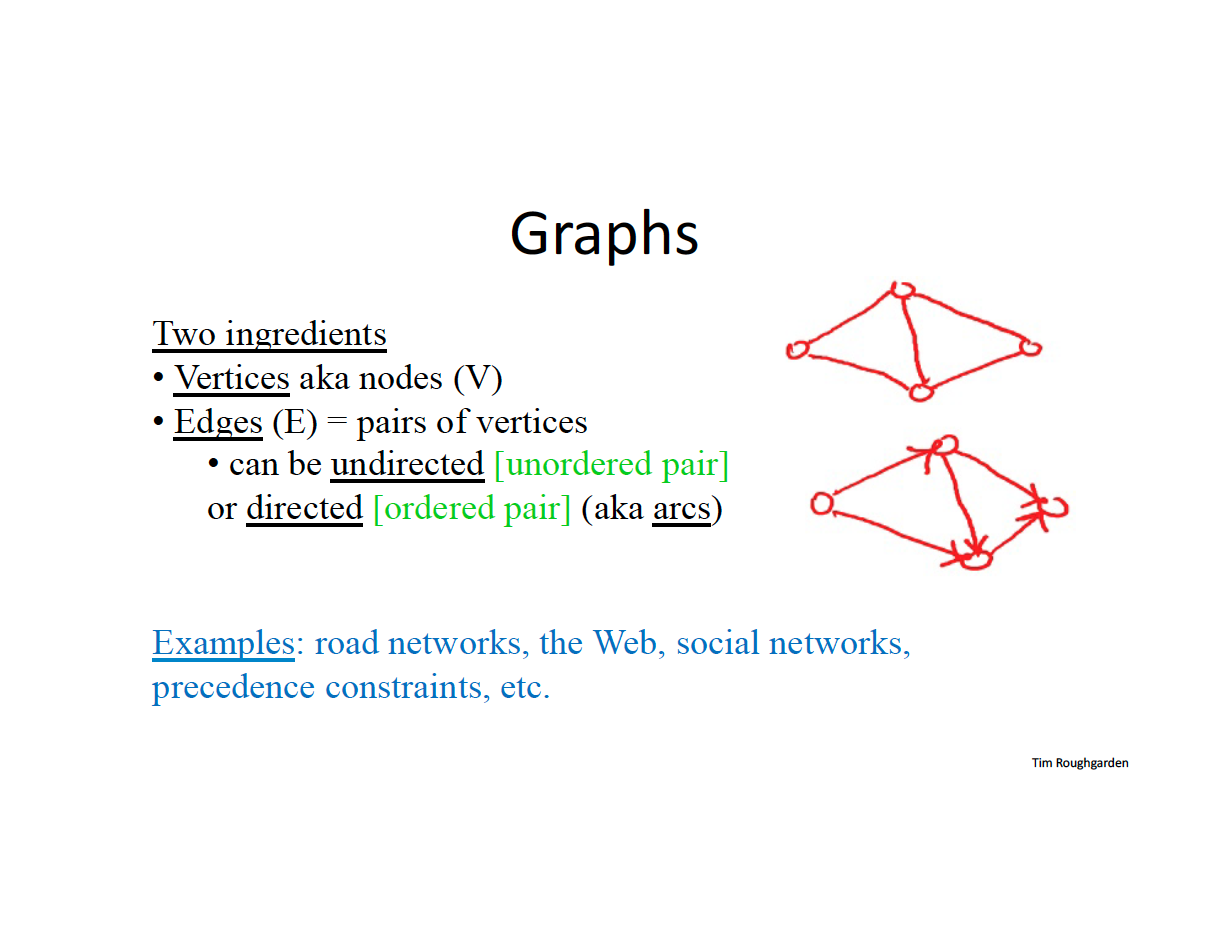 Graphs
Two ingredients
• Vertices aka nodes (V)
• Edges (E) = pairs of vertices
• can be undirected [unordered pair]
or directed [ordered pair] (aka arcs)
Examples: road networks, the Web, social networks,
precedence constraints, etc.
Tim Roughgarden